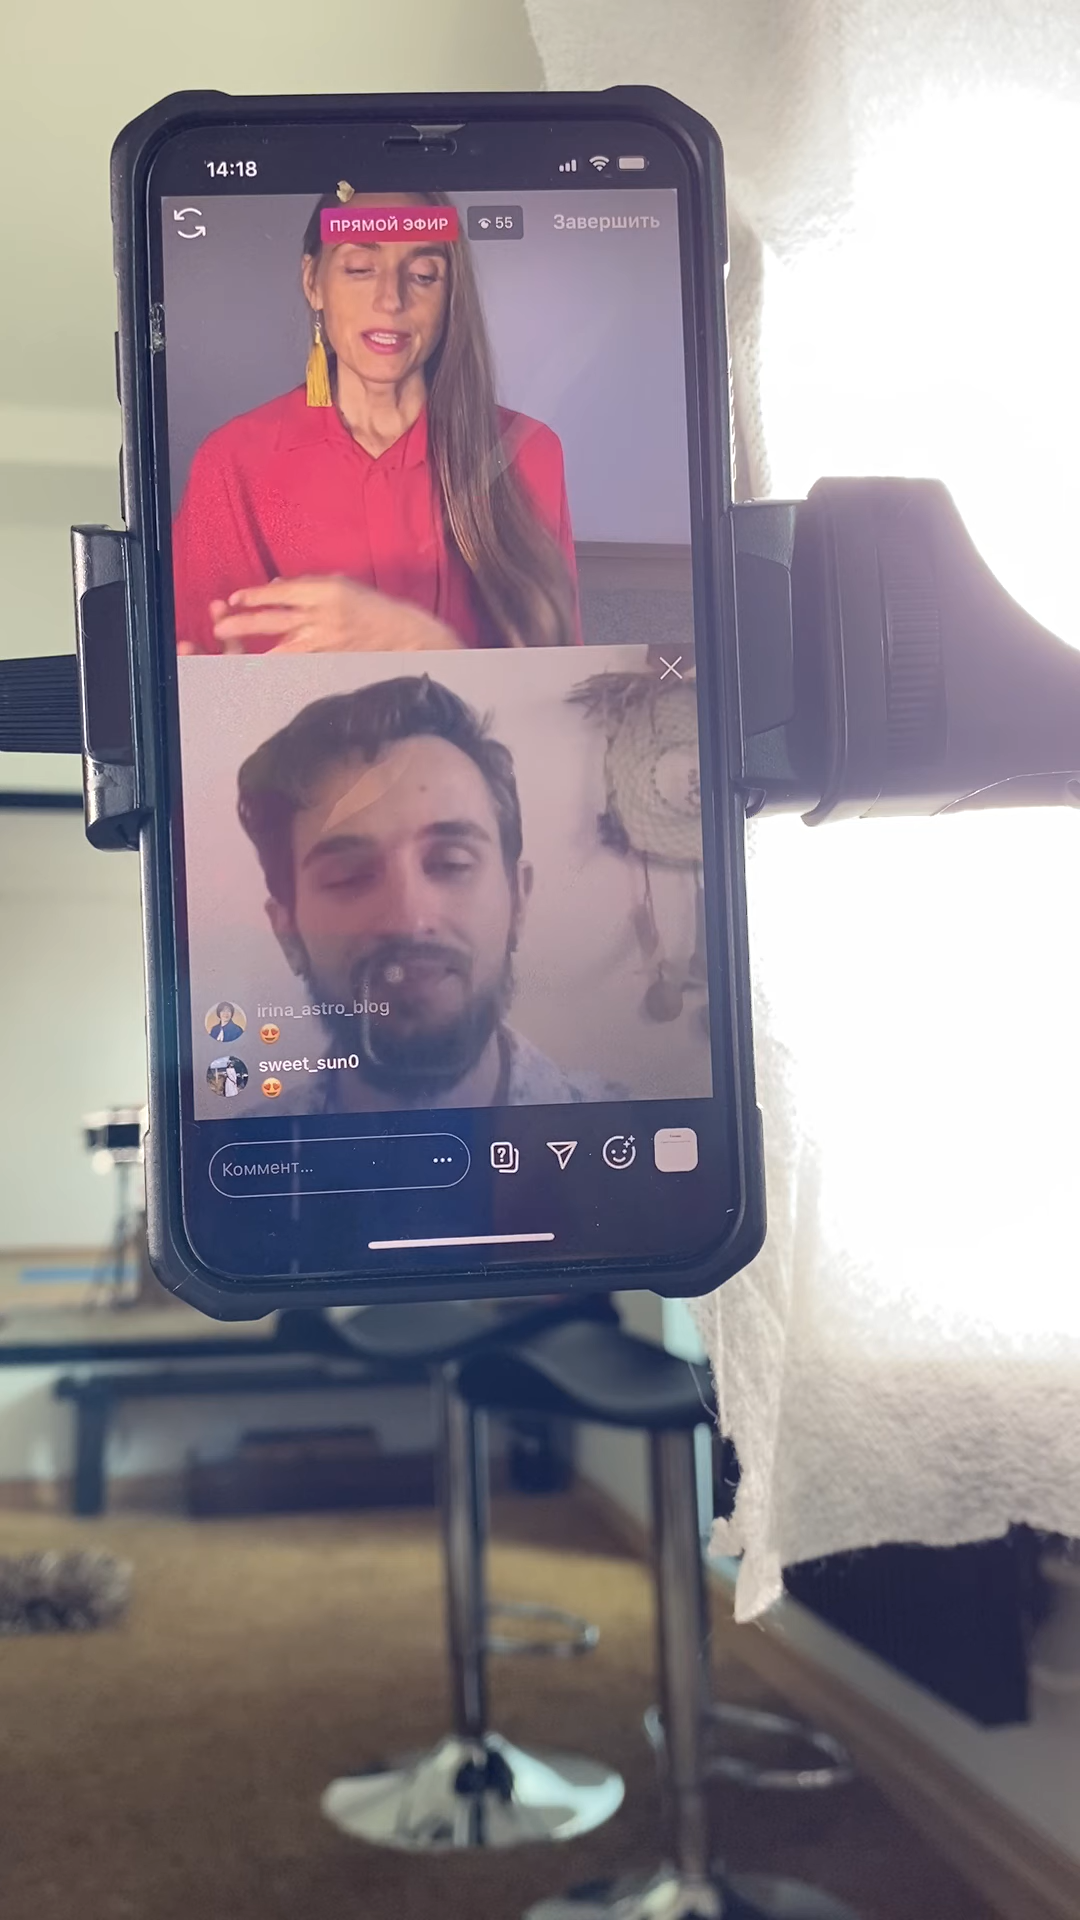 14:18
ПРЯМОЙ ЭФИР
55
Завершить
irina_astro_blog
😍
sweet_sun0
😍
Коммент...